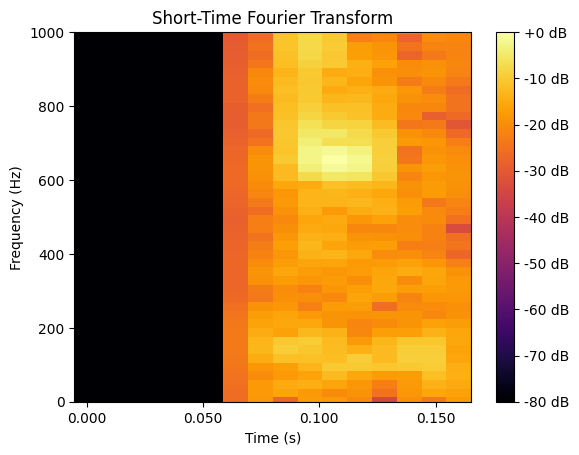 Short-Time Fourier Transform
1000
800
600
400
200
0
Frequency (Hz)
0.000
0.050
0.100
0.150
Time (s)
+0 dB
-10 dB
-20 dB
-30 dB
-40 dB
-50 dB
-60 dB
-70 dB
-80 dB